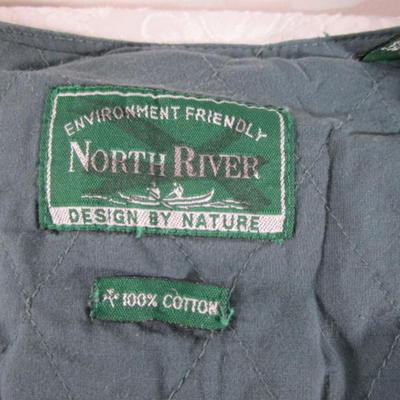 ENVIRONMENT FRIENDLY
NORTH RIVER
DESIGN BY NATURE
100% COTTON